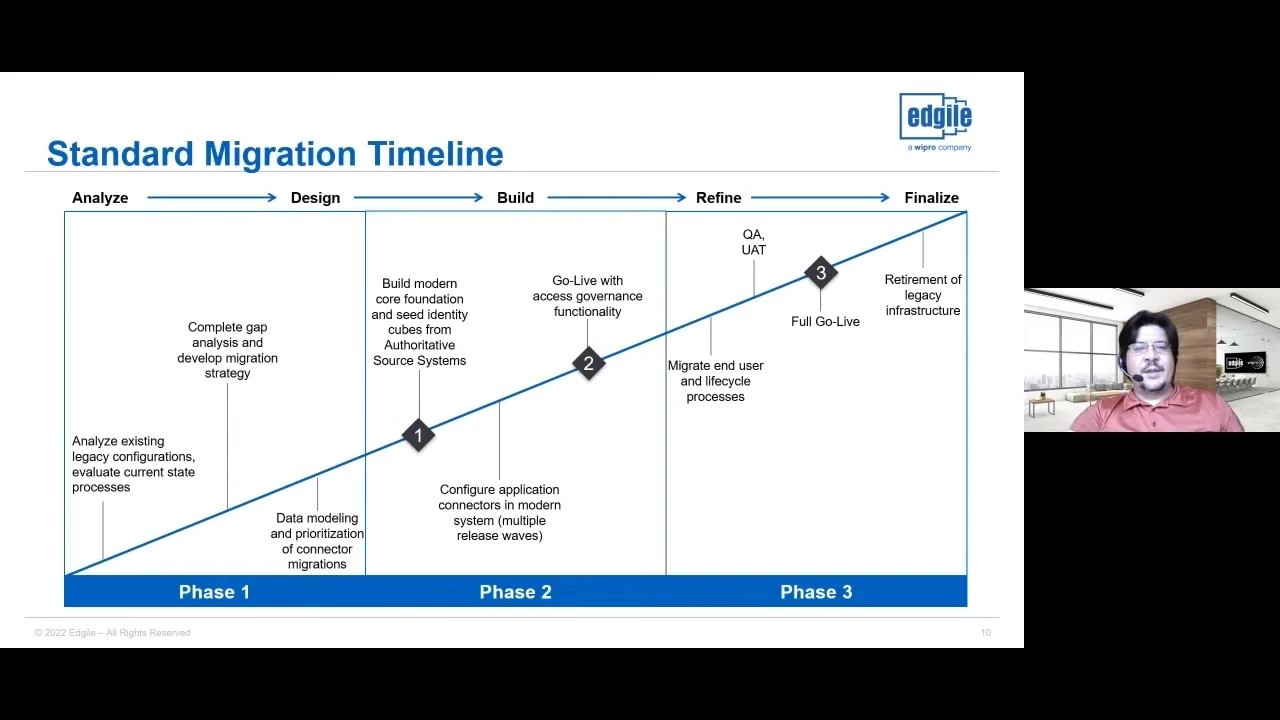 edgile
a wipro company
Standard Migration Timeline
Analyze
Design
Build
Refine
Finalize
Analyze existing
legacy configurations,
evaluate current state
processes
Complete gap
analysis and
develop migration
strategy
Data modeling
and prioritization
of connector
migrations
Build modern
core foundation
and seed identity
cubes from
Authoritative
Source Systems
1
Configure application
connectors in modern
system (multiple
release waves)
Go-Live with
access governance
functionality
2
Migrate end user
and lifecycle
processes
QA,
UAT
3
Full Go-Live
Retirement of
legacy
infrastructure
Phase 1
Phase 2
Phase 3
© 2022 Edgile – All Rights Reserved
10
edgile
wipro